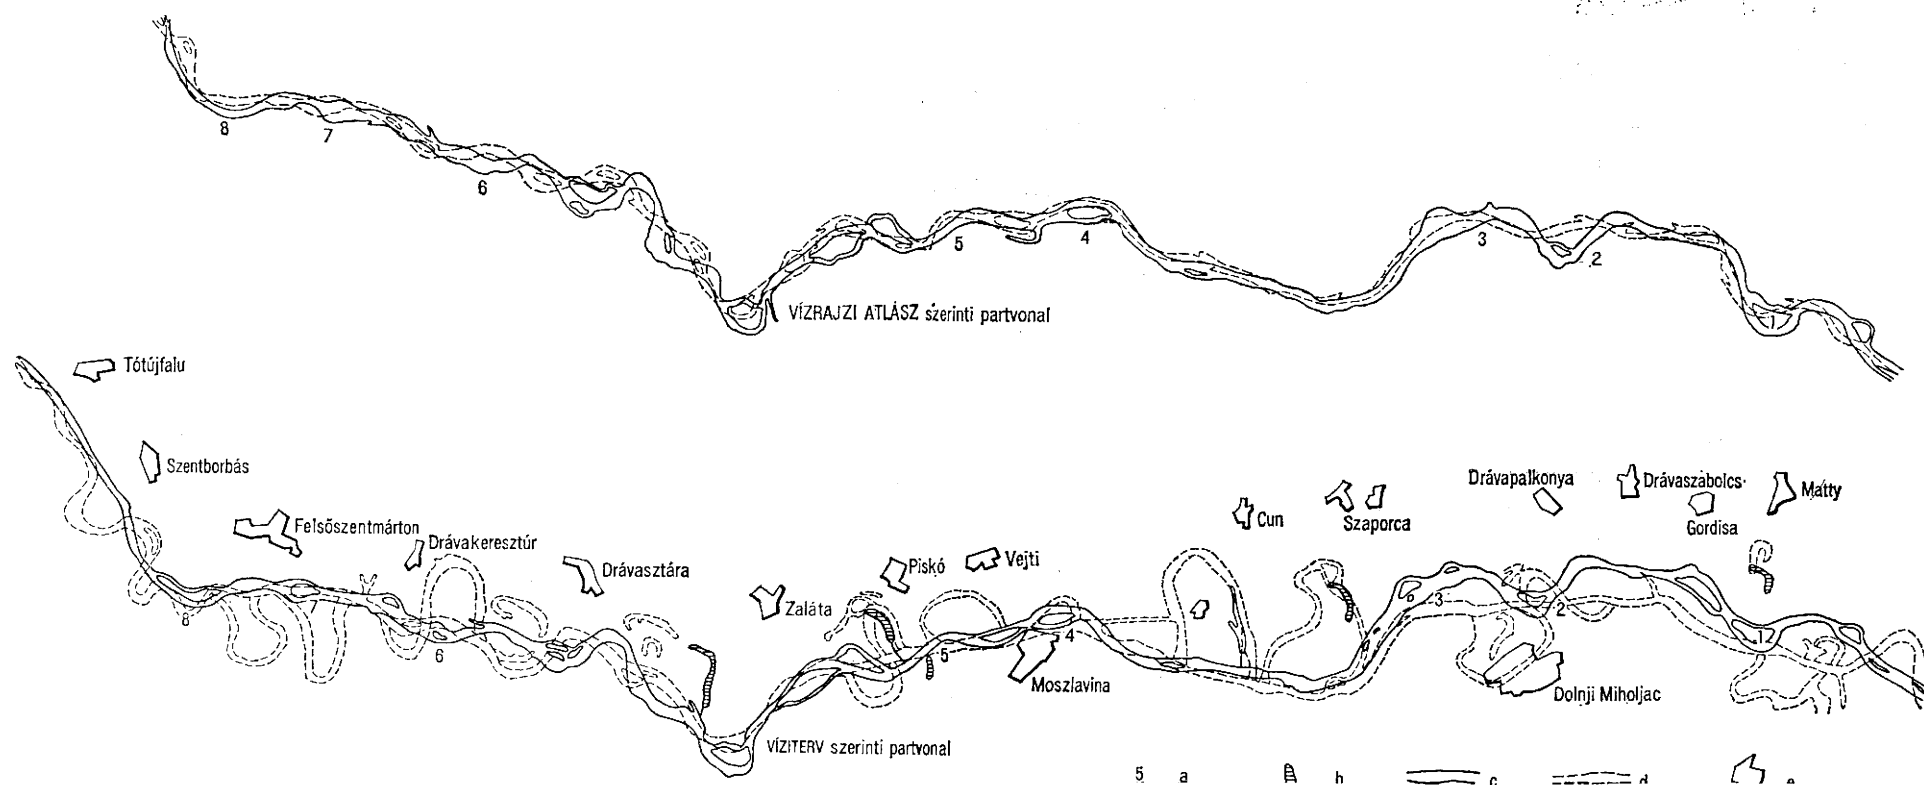 8
7
6
5
4
3
2
1
VÍZRAJZI ATLÁSZ szerinti partvonal
Tótújfalu
Szentborbás
Felsőszentmárton
Drávakeresztúr
Drávasztára
Zaláta
Piskó
Vejti
Cun
Szaporca
Drávapalkonya
Drávaszabolcs
Gordisa
Matty
8
7
6
5
4
3
2
12
Moszlavina
Dolnji Miholjac
VÍZITERV szerinti partvonal
5 a b c d e